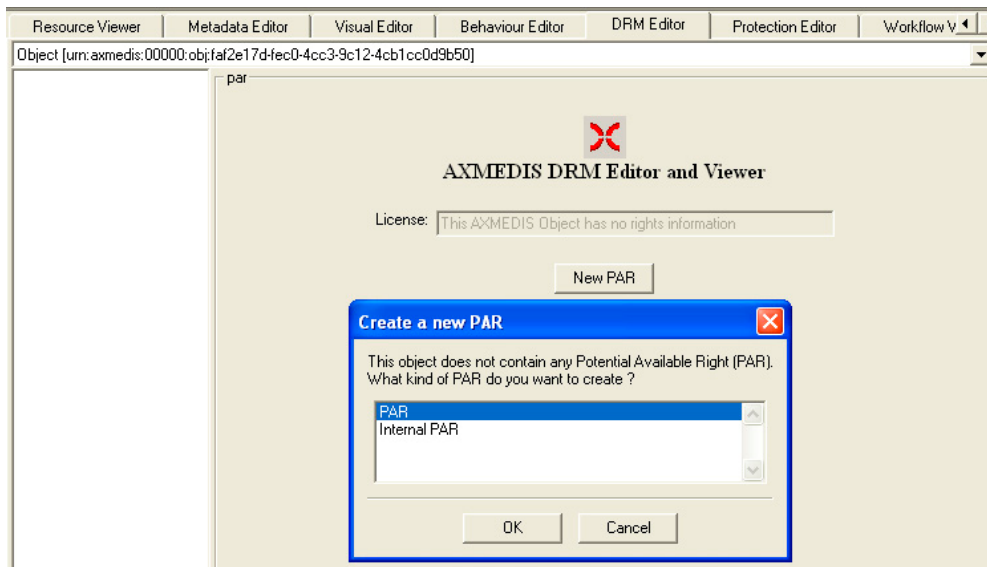 Resource Viewer Metadata Editor Visual Editor Behaviour Editor DRM Editor Protection Editor Workflow V
Object [urn:axmedis:00000:obj:faf2e17d-fec0-4cc3-9c12-4cb1cc0d9b50]
par
AXMEDIS DRM Editor and Viewer
License: This AXMEDIS Object has no rights information
New PAR
Create a new PAR
This object does not contain any Potential Available Right (PAR).
What kind of PAR do you want to create ?
PAR
Internal PAR
OK Cancel